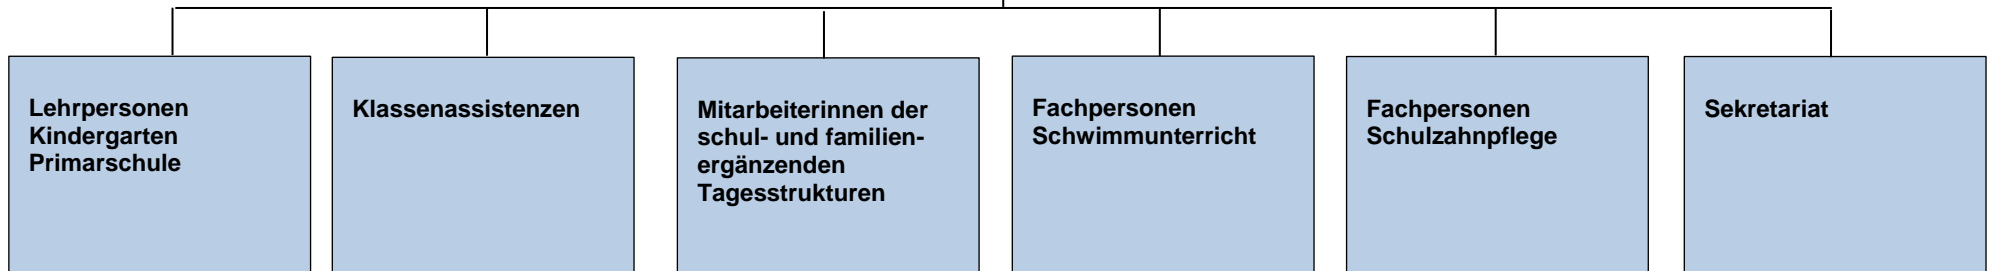 Lehrpersonen
Kindergarten
Primarschule
Klassenassistenzen
Mitarbeiterinnen der
schul- und familien-
ergänzenden
Tagesstrukturen
Fachpersonen
Schwimmunterricht
Fachpersonen
Schulzahnpflege
Sekretariat